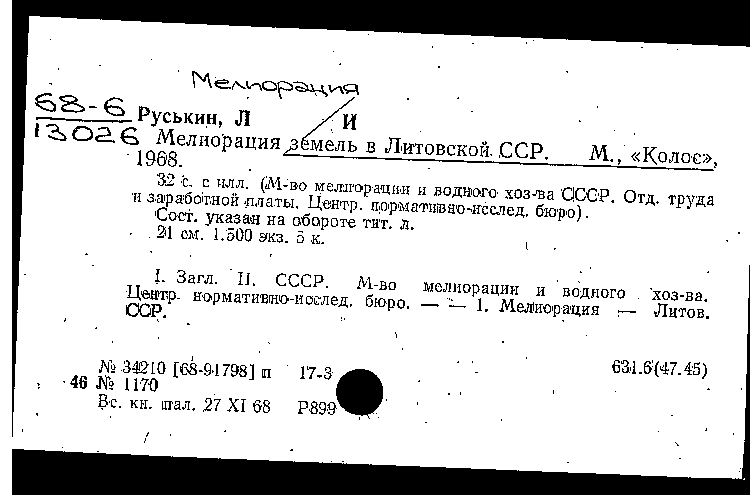 Мелиорация
68-6
13026
Руськин, Л И
Мелиорация земель в Литовской ССР. М., «Колос»,
1968.
32 с. с илл. (М-во мелиорации и водного хоз-ва СССР. Отд. труда
и заработной платы. Центр. нормативно-исслед. бюро).
Сост. указан на обороте тит. л.
21 см. 1.500 экз. 5 к.
I. Загл. II. СССР. М-во мелиорации и водного хоз-ва.
Центр. нормативно-исслед. бюро. — — 1. Мелиорация — Литов.
ССР.
№ 34210 [68-91798] п 17-3 631.6(47.45)
46 № 1170
Вс. кн. пал. 27 XI 68 Р899